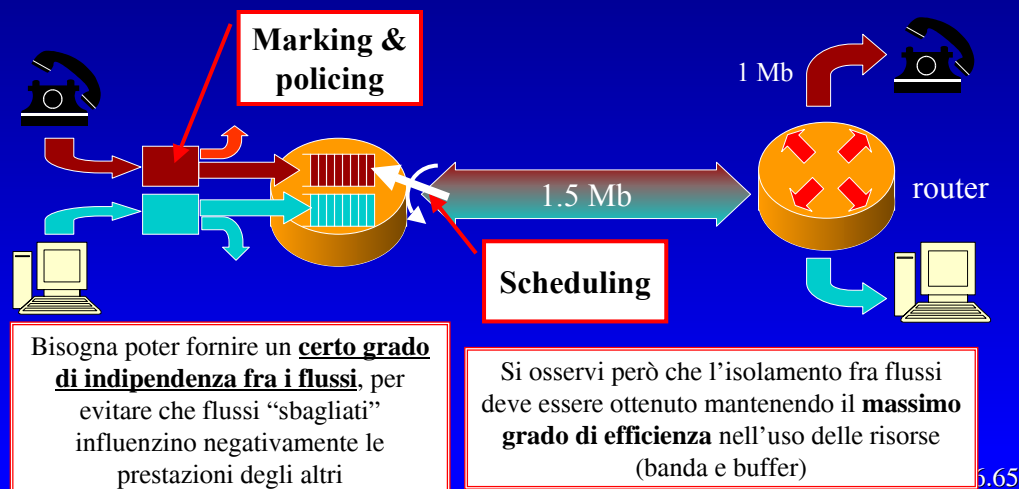 Marking &
policing
1 Mb
1.5 Mb
router
Scheduling
Bisogna poter fornire un certo grado
di indipendenza fra i flussi, per
evitare che flussi “sbagliati”
influenzino negativamente le
prestazioni degli altri
Si osservi però che l’isolamento fra flussi
deve essere ottenuto mantenendo il massimo
grado di efficienza nell’uso delle risorse
(banda e buffer)
6.65